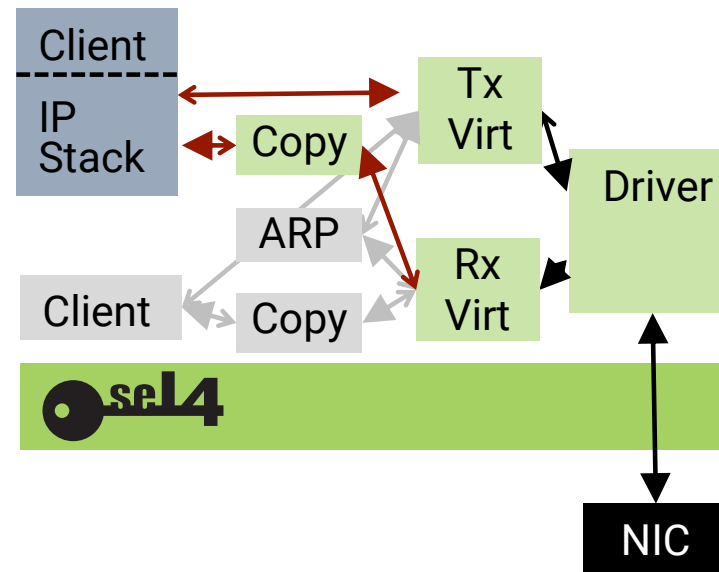 Client
IP
Stack
Copy
Tx
Virt
Driver
ARP
Rx
Virt
Client
Copy
seL4
NIC